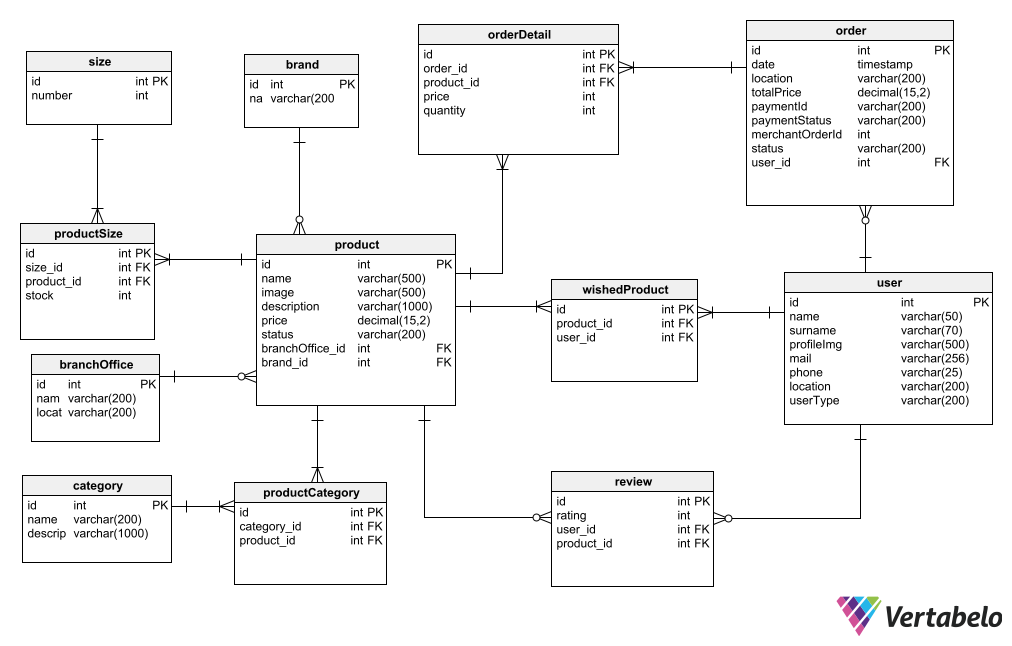 size
id int PK
number int
brand
id int PK
na varchar(200
orderDetail
id int PK
order_id int FK
product_id int FK
price int
quantity int
order
id int PK
date timestamp
location varchar(200)
totalPrice decimal(15,2)
paymentId varchar(200)
paymentStatus varchar(200)
merchantOrderId int
status varchar(200)
user_id int FK
productSize
id int PK
size_id int FK
product_id int FK
stock int
product
id int PK
name varchar(500)
image varchar(500)
description varchar(1000)
price decimal(15,2)
status varchar(200)
branchOffice_id int FK
brand_id int FK
wishedProduct
id int PK
product_id int FK
user_id int FK
user
id int PK
name varchar(50)
surname varchar(70)
profileImg varchar(500)
mail varchar(256)
phone varchar(25)
location varchar(200)
userType varchar(200)
branchOffice
id int PK
nam varchar(200)
locat varchar(200)
category
id int PK
name varchar(200)
descrip varchar(1000)
productCategory
id int PK
category_id int FK
product_id int FK
review
id int PK
rating int
user_id int FK
product_id int FK
Vertabelo